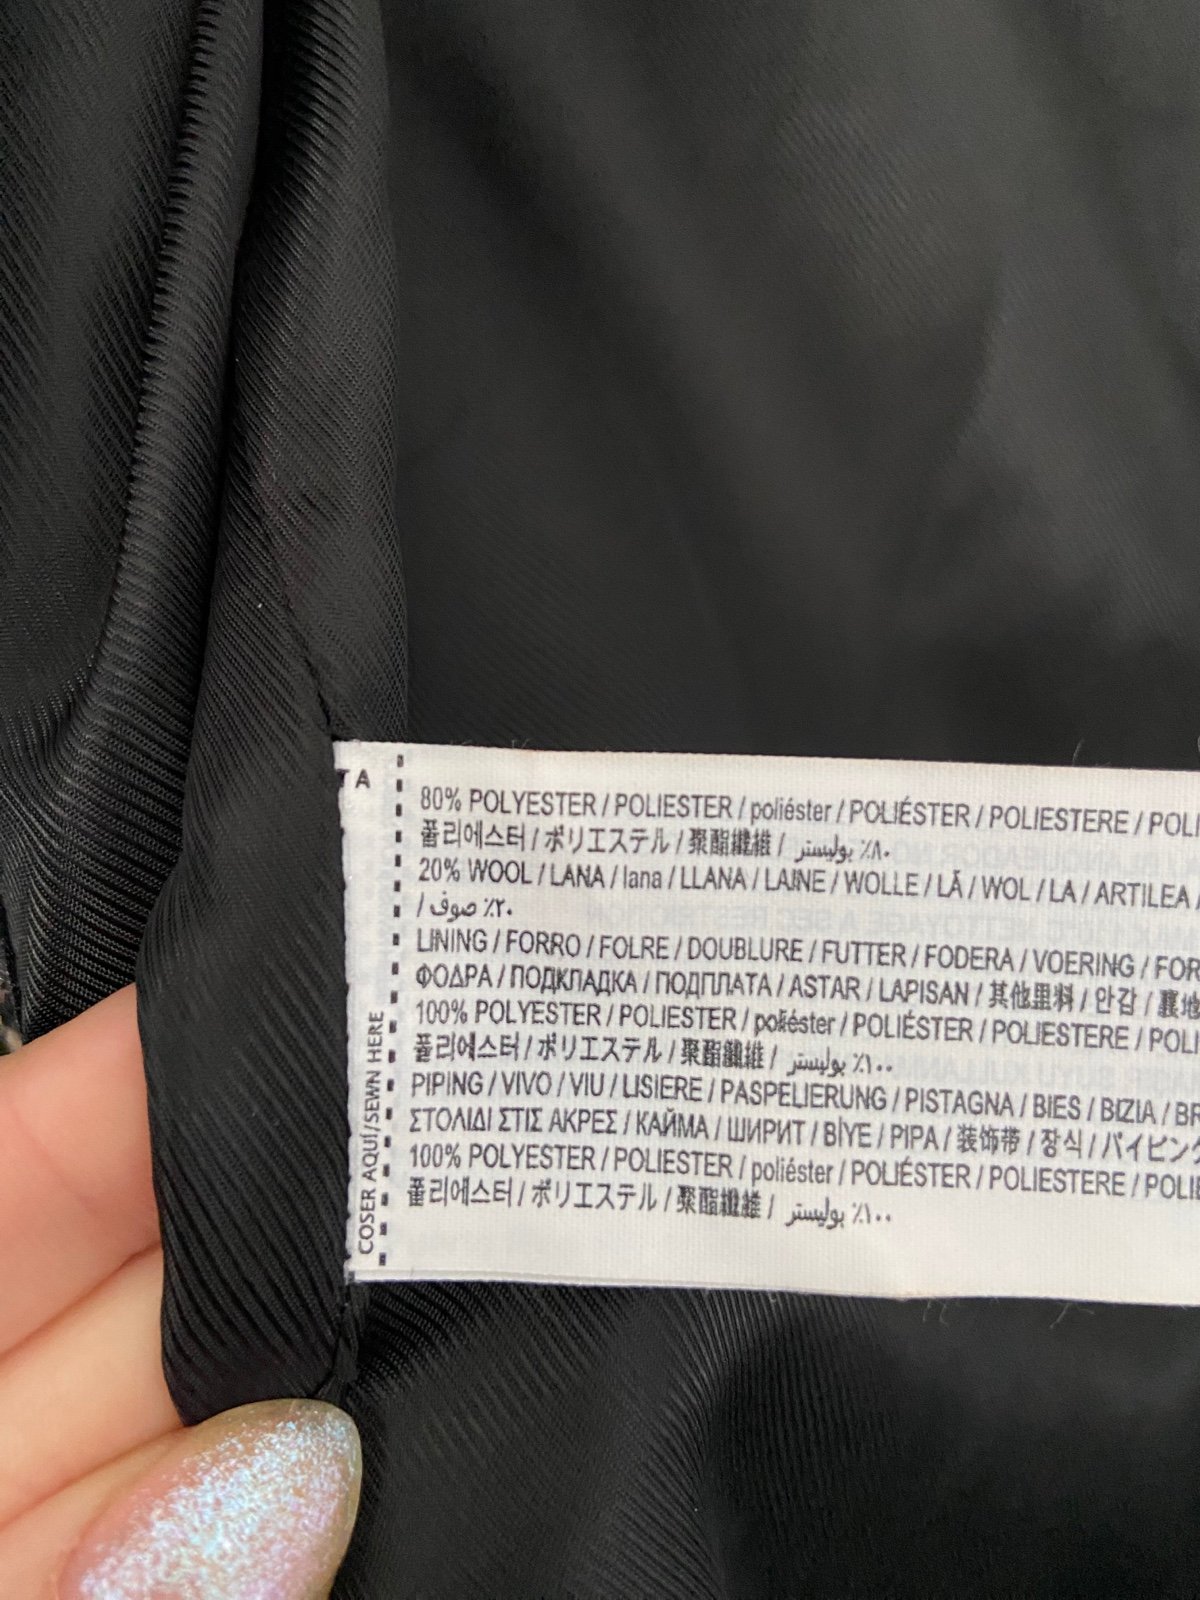 TA
80% POLYESTER / POLIESTER / poliéster / POLIÉSTER / POLIESTERE / POLI
폴리에스터 / ポリエステル / 聚酯纖維 / بوليستر ٪٨٠
20% WOOL / LANA / lana / LLANA / LAINE / WOLLE / LÃ / WOL / LA / ARTILEA /
/ صوف ٪٢٠
LINING / FORRO / FOLRE / DOUBLURE / FUTTER / FODERA / VOERING / FOR
ΦΟΔΡΑ / ПОДКЛАДКА / ПОДПЛАТА / ASTAR / LAPISAN / 其他里料 / 안감 / 裏地
100% POLYESTER / POLIESTER / poliéster / POLIÉSTER / POLIESTERE / POLI
폴리에스터 / ポリエステル / 聚酯纖維 / بوليستر ٪١٠٠
PIPING / VIVO / VIU / LISIERE / PASPELIERUNG / PISTAGNA / BIES / BIZIA / BR
ΣΤΟΛΙΔΙ ΣΤΙΣ ΑΚΡΕΣ / КАЙМА / ШИРИТ / BİYE / PIPA / 装饰带 / 장식 / パイピング
100% POLYESTER / POLIESTER / poliéster / POLIÉSTER / POLIESTERE / POLIE
폴리에스터 / ポリエステル / 聚酯纖維 / بوليستر ٪١٠٠
COSER AQUÍ/SEWN HERE